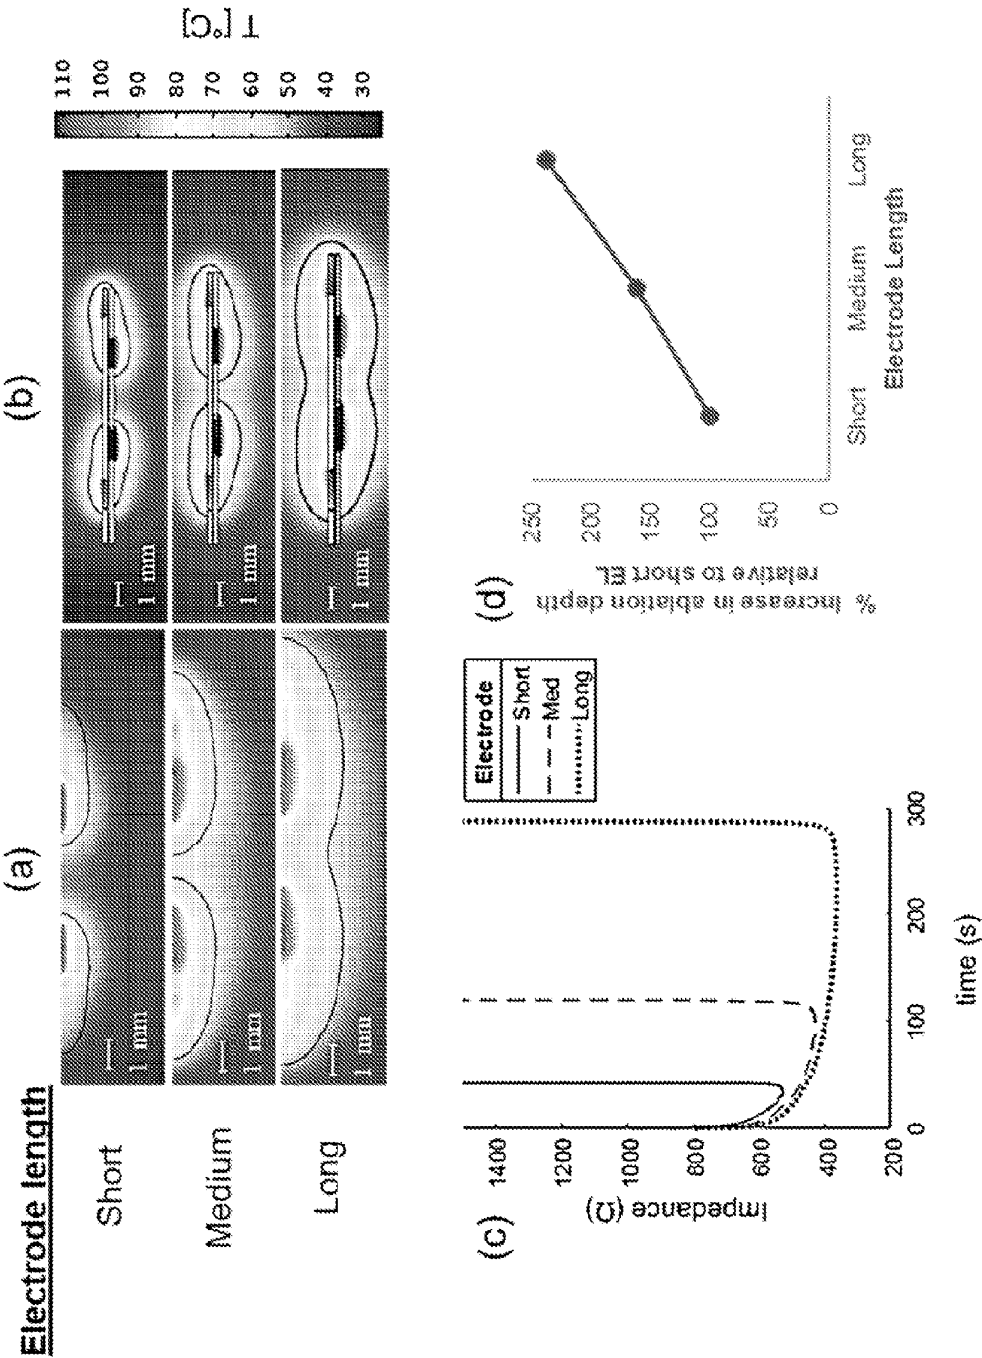 Electrode length
(a)
(b)
Short
1 mm
1 mm
Medium
1 mm
1 mm
Long
1 mm
1 mm
110
100
90
80
70
60
50
40
30
T [°C]
(c)
Impedance (Ω)
1400
1200
1000
800
600
400
200
0
100
200
300
time (s)
Electrode
Short
Med
Long
(d)
% Increase in ablation depth
relative to short EL
250
200
150
100
50
0
Short
Medium
Long
Electrode Length